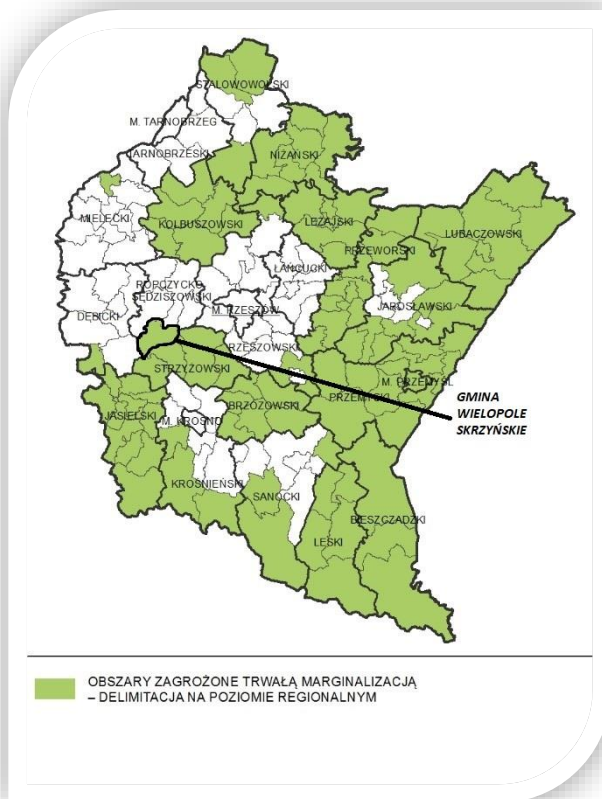 STALOWOWOLSKI
M. TARNOBRZEG
TARNOBRZESKI
NIŻAŃSKI
MIELECKI
KOLBUSZOWSKI
LEŻAJSKI
LUBACZOWSKI
PRZEWORSKI
ŁAŃCUCKI
ROPCZYCKO
SĘDZISZOWSKI
JAROSŁAWSKI
DĘBICKI
M. RZESZÓW
RZESZOWSKI
STRZYŻOWSKI
M. PRZEMYŚL
PRZEMYSKI
GMINA
WIELOPOLE
SKRZYŃSKIE
JASIELSKI
BRZOZOWSKI
M. KROSNO
KROŚNIEŃSKI
SANOCKI
BIESZCZADZKI
LESKI
OBSZARY ZAGROŻONE TRWAŁĄ MARGINALIZACJĄ
– DELIMITACJA NA POZIOMIE REGIONALNYM